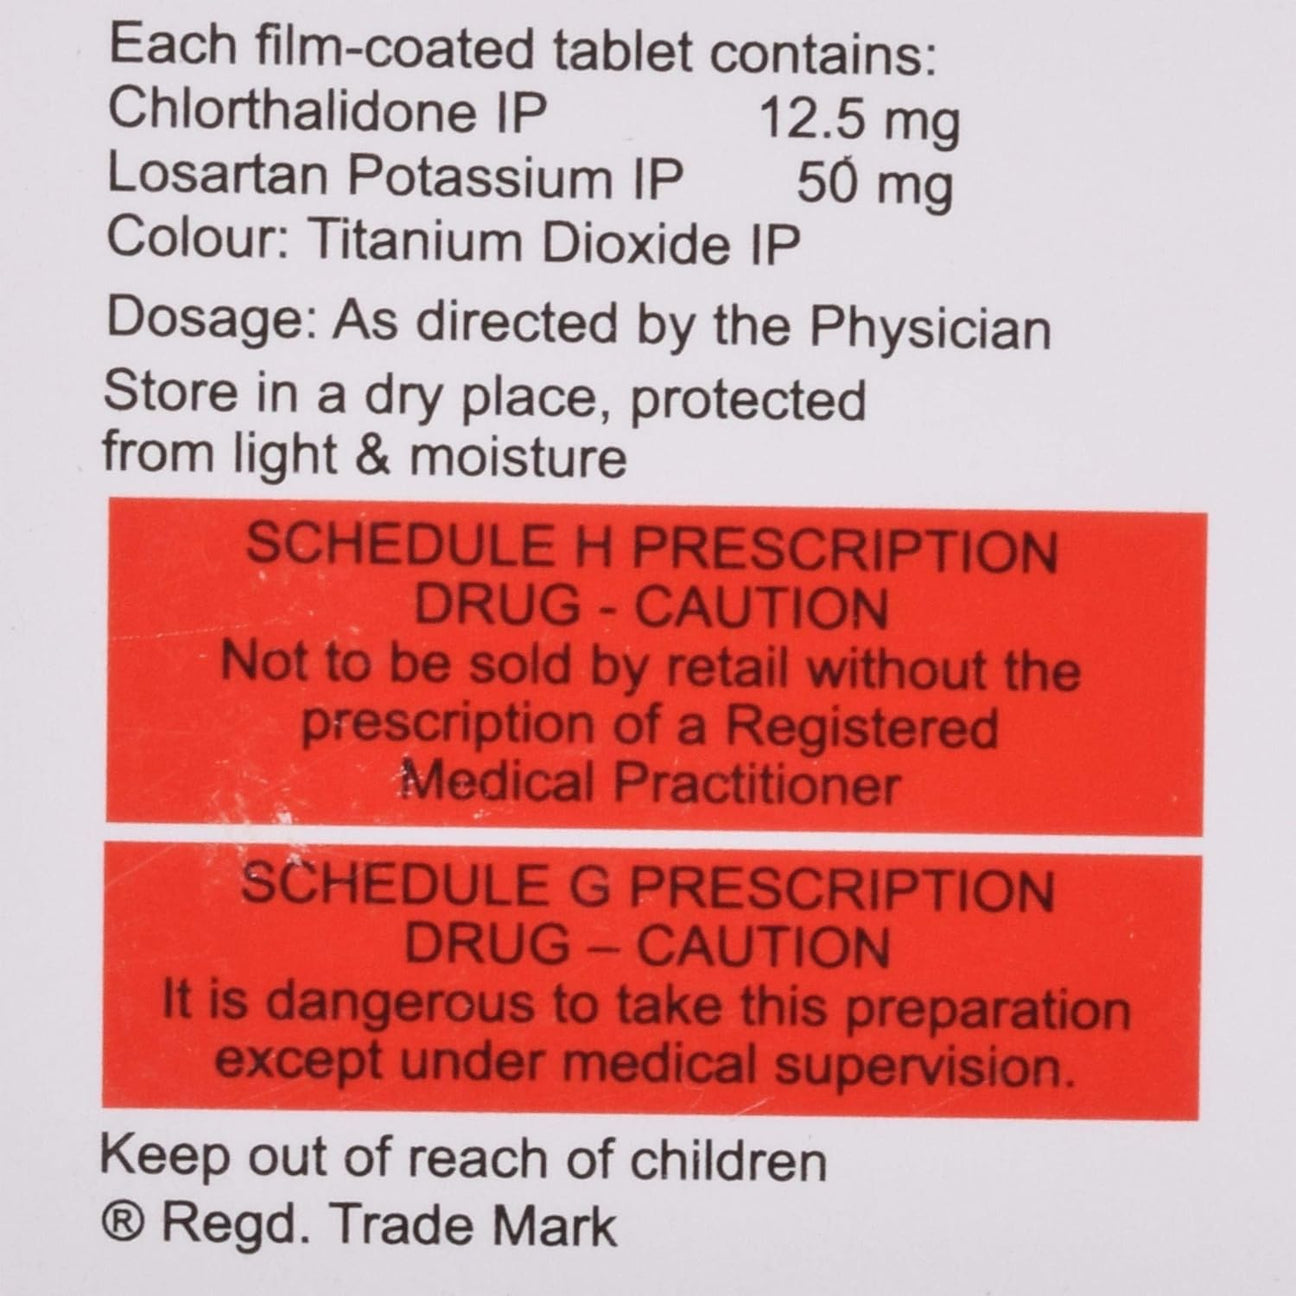 Each film-coated tablet contains:
Chlorthalidone IP 12.5 mg
Losartan Potassium IP 50 mg
Colour: Titanium Dioxide IP
Dosage: As directed by the Physician
Store in a dry place, protected
from light & moisture
SCHEDULE H PRESCRIPTION
DRUG - CAUTION
Not to be sold by retail without the
prescription of a Registered
Medical Practitioner
SCHEDULE G PRESCRIPTION
DRUG – CAUTION
It is dangerous to take this preparation
except under medical supervision.
Keep out of reach of children
® Regd. Trade Mark